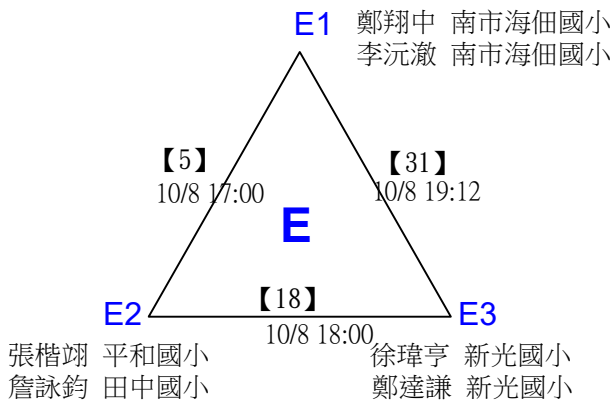 E1
鄭翔中 南市海佃國小
李沅澈 南市海佃國小
【5】
10/8 17:00
【31】
10/8 19:12
E
E2
【18】
10/8 18:00
E3
張楷翊 平和國小
詹詠鈞 田中國小
徐瑋亨 新光國小
鄭達謙 新光國小